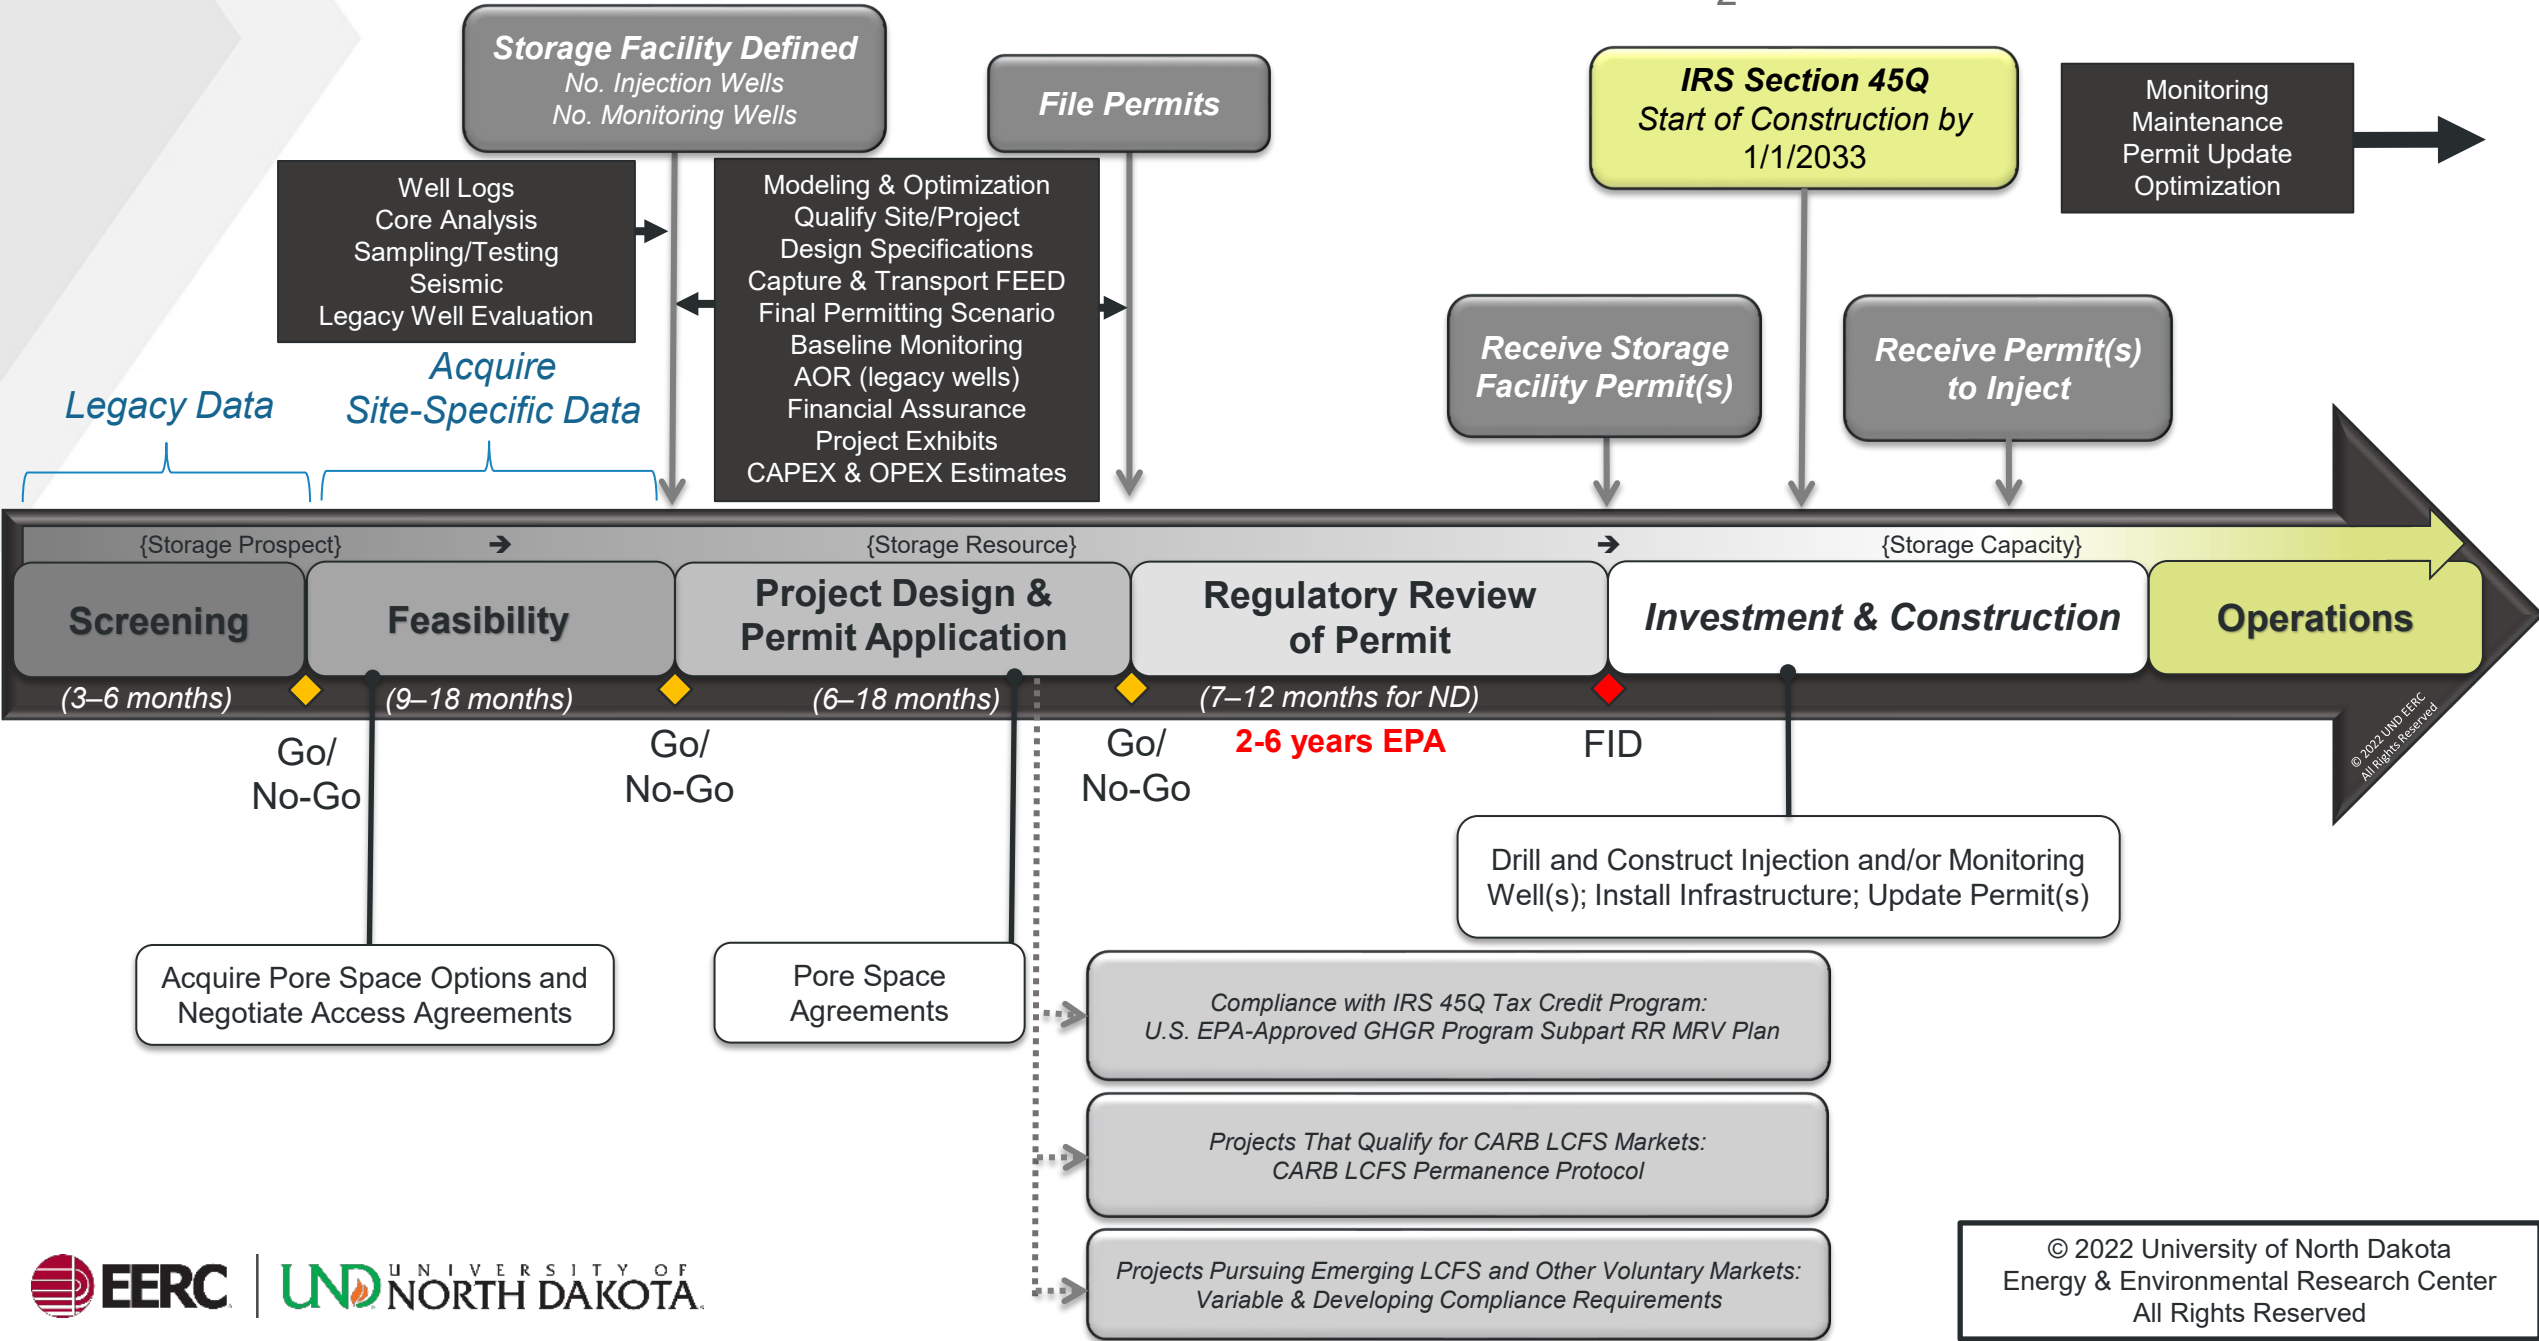 2
Storage Facility Defined
No. Injection Wells
No. Monitoring Wells
File Permits
IRS Section 45Q
Start of Construction by
1/1/2033
Monitoring
Maintenance
Permit Update
Optimization
Well Logs
Core Analysis
Sampling/Testing
Seismic
Legacy Well Evaluation
Modeling & Optimization
Qualify Site/Project
Design Specifications
Capture & Transport FEED
Final Permitting Scenario
Baseline Monitoring
AOR (legacy wells)
Financial Assurance
Project Exhibits
CAPEX & OPEX Estimates
Receive Storage
Facility Permit(s)
Receive Permit(s)
to Inject
Legacy Data
Acquire
Site-Specific Data
{Storage Prospect} ➔ {Storage Resource} ➔ {Storage Capacity}
Screening
Feasibility
Project Design &
Permit Application
Regulatory Review
of Permit
Investment & Construction
Operations
(3–6 months)
(9–18 months)
(6–18 months)
(7–12 months for ND)
2-6 years EPA
Go/
No-Go
Go/
No-Go
Go/
No-Go
FID
© 2022 UND EERC
All Rights Reserved
Drill and Construct Injection and/or Monitoring
Well(s); Install Infrastructure; Update Permit(s)
Acquire Pore Space Options and
Negotiate Access Agreements
Pore Space
Agreements
Compliance with IRS 45Q Tax Credit Program:
U.S. EPA-Approved GHGR Program Subpart RR MRV Plan
Projects That Qualify for CARB LCFS Markets:
CARB LCFS Permanence Protocol
Projects Pursuing Emerging LCFS and Other Voluntary Markets:
Variable & Developing Compliance Requirements
EERC
UND UNIVERSITY OF
NORTH DAKOTA
© 2022 University of North Dakota
Energy & Environmental Research Center
All Rights Reserved